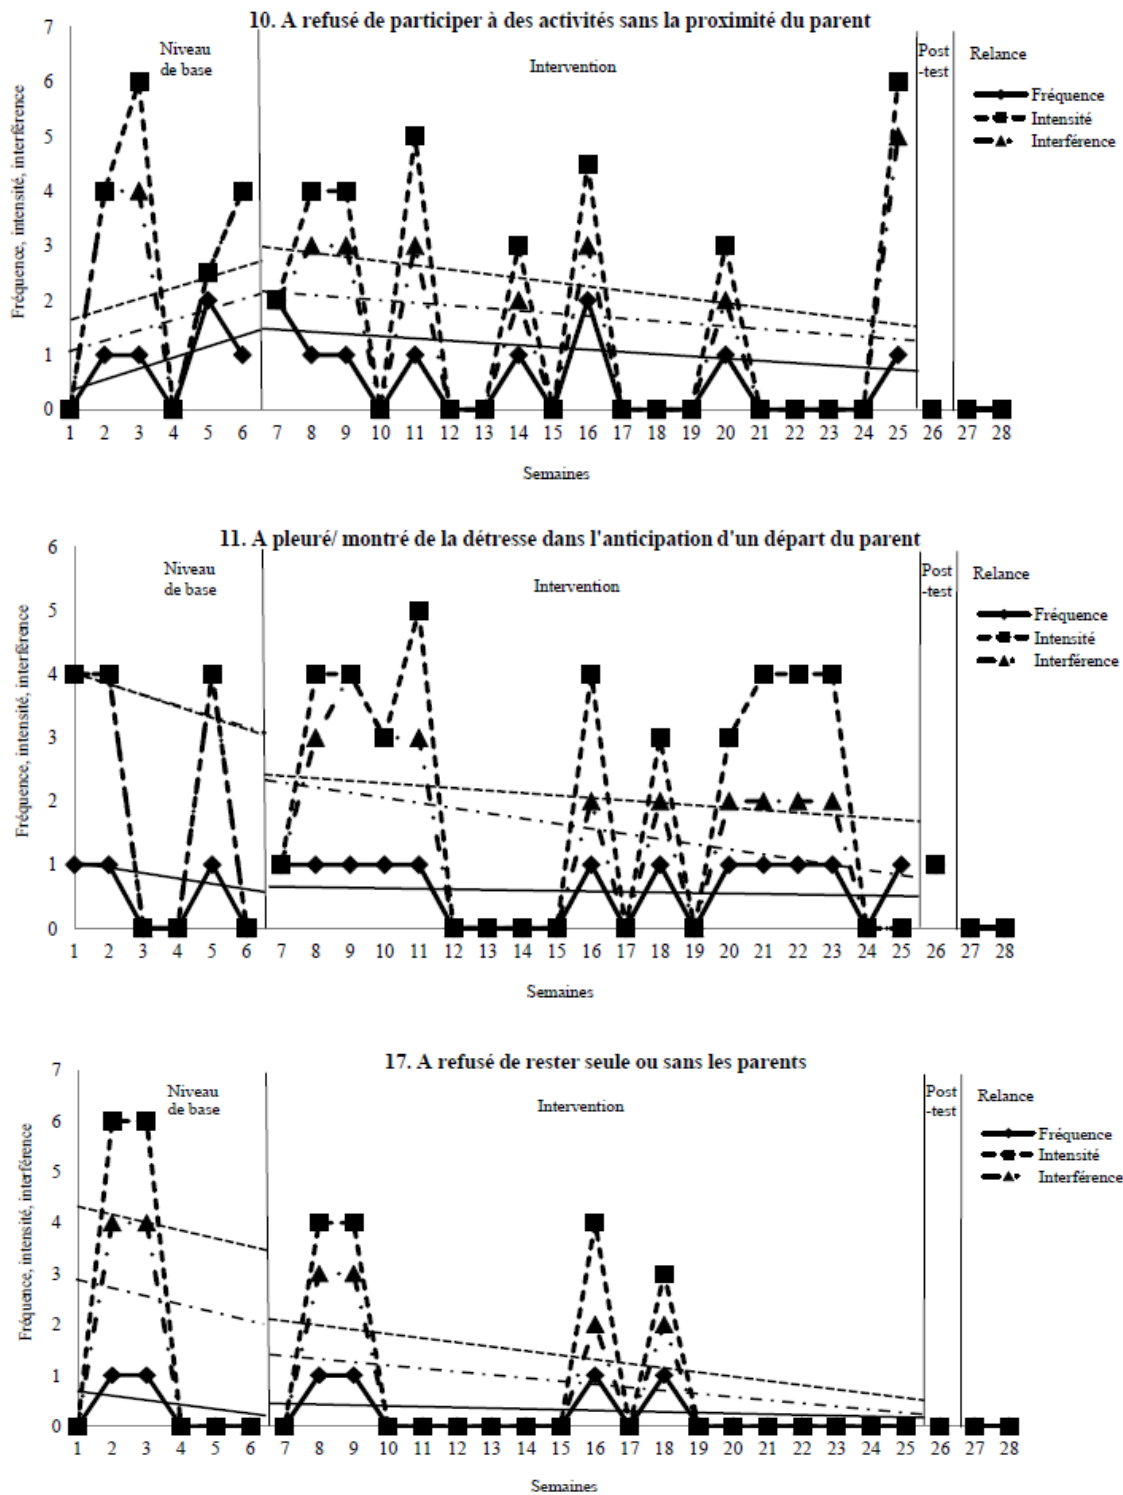 10. A refusé de participer à des activités sans la proximité du parent
7
6
5
4
3
2
1
0
Fréquence, intensité, interférence
Niveau
de base
Intervention
Post
-test
Relance
Fréquence
Intensité
Interférence
1 2 3 4 5 6 7 8 9 10 11 12 13 14 15 16 17 18 19 20 21 22 23 24 25 26 27 28
Semaines
11. A pleuré/ montré de la détresse dans l'anticipation d'un départ du parent
6
5
4
3
2
1
0
Fréquence, intensité, interférence
Niveau
de base
Intervention
Post
-test
Relance
Fréquence
Intensité
Interférence
1 2 3 4 5 6 7 8 9 10 11 12 13 14 15 16 17 18 19 20 21 22 23 24 25 26 27 28
Semaines
17. A refusé de rester seule ou sans les parents
7
6
5
4
3
2
1
0
Fréquence, intensité, interférence
Niveau
de base
Intervention
Post
-test
Relance
Fréquence
Intensité
Interférence
1 2 3 4 5 6 7 8 9 10 11 12 13 14 15 16 17 18 19 20 21 22 23 24 25 26 27 28
Semaines